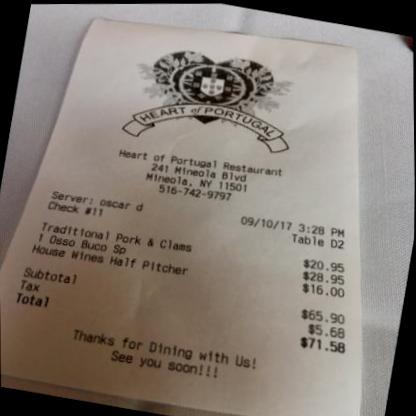 HEART of PORTUGAL
Heart of Portugal Restaurant
241 Mineola Blvd
Mineola, NY 11501
516-742-9797
Server: oscar d 09/10/17 3:28 PM
Check #11 Table D2
Traditional Pork & Clams $20.95
1 Osso Buco Sp $28.95
House Wines Half Pitcher $16.00
Subtotal $65.90
Tax $5.68
Total $71.58
Thanks for Dining with Us!
See you soon!!!